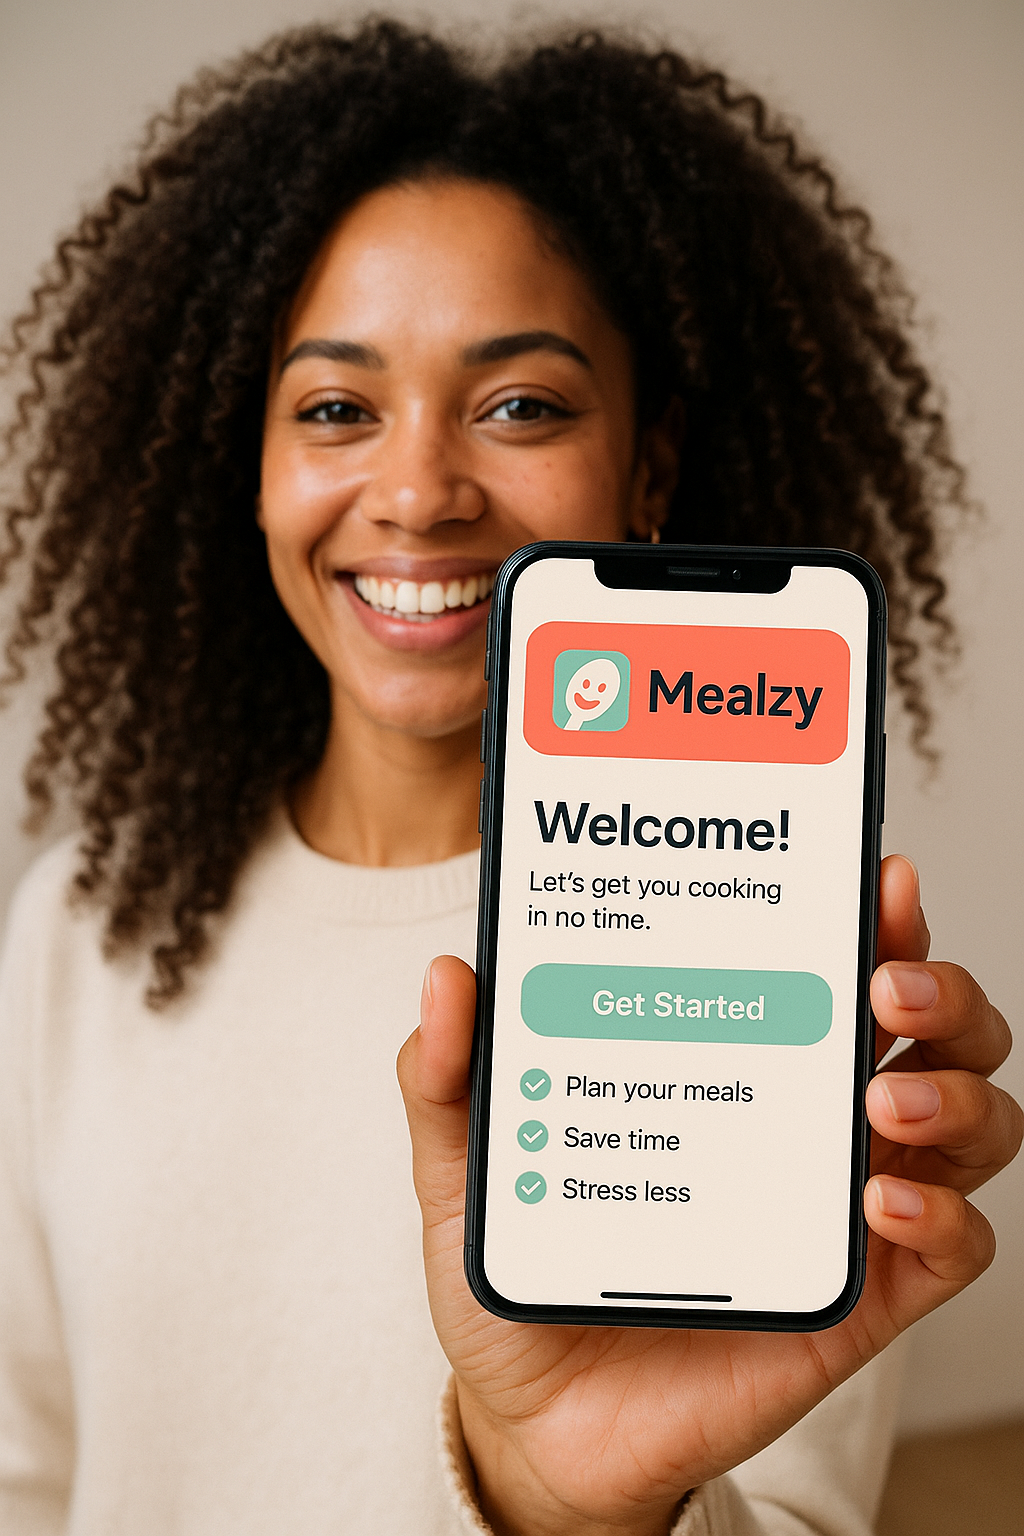 Mealzy
Welcome!
Let's get you cooking
in no time.
Get Started
Plan your meals
Save time
Stress less